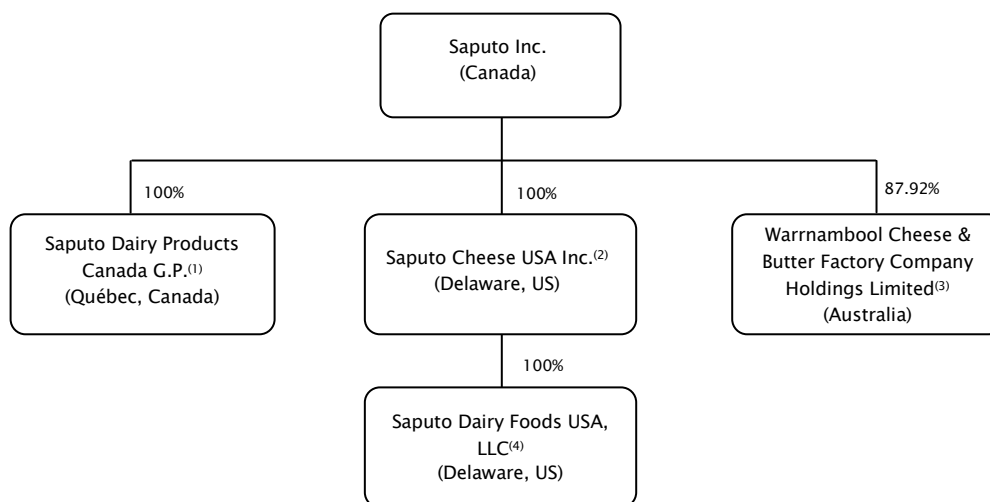 Saputo Inc.
(Canada)
100%
100%
87.92%
Saputo Dairy Products
Canada G.P.(1)
(Québec, Canada)
Saputo Cheese USA Inc.(2)
(Delaware, US)
Warrnambool Cheese &
Butter Factory Company
Holdings Limited(3)
(Australia)
100%
Saputo Dairy Foods USA,
LLC(4)
(Delaware, US)